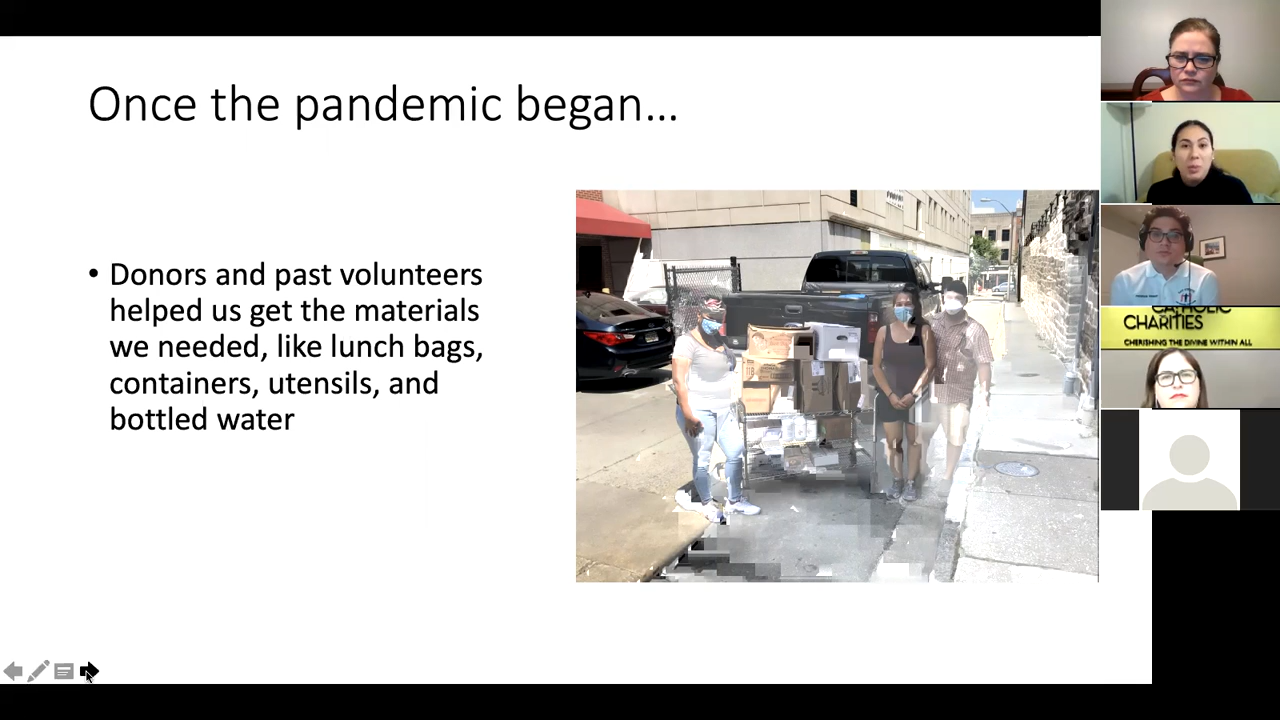 Once the pandemic began...
• Donors and past volunteers
helped us get the materials
we needed, like lunch bags,
containers, utensils, and
bottled water
CATHOLIC
CHARITIES
CHERISHING THE DIVINE WITHIN ALL